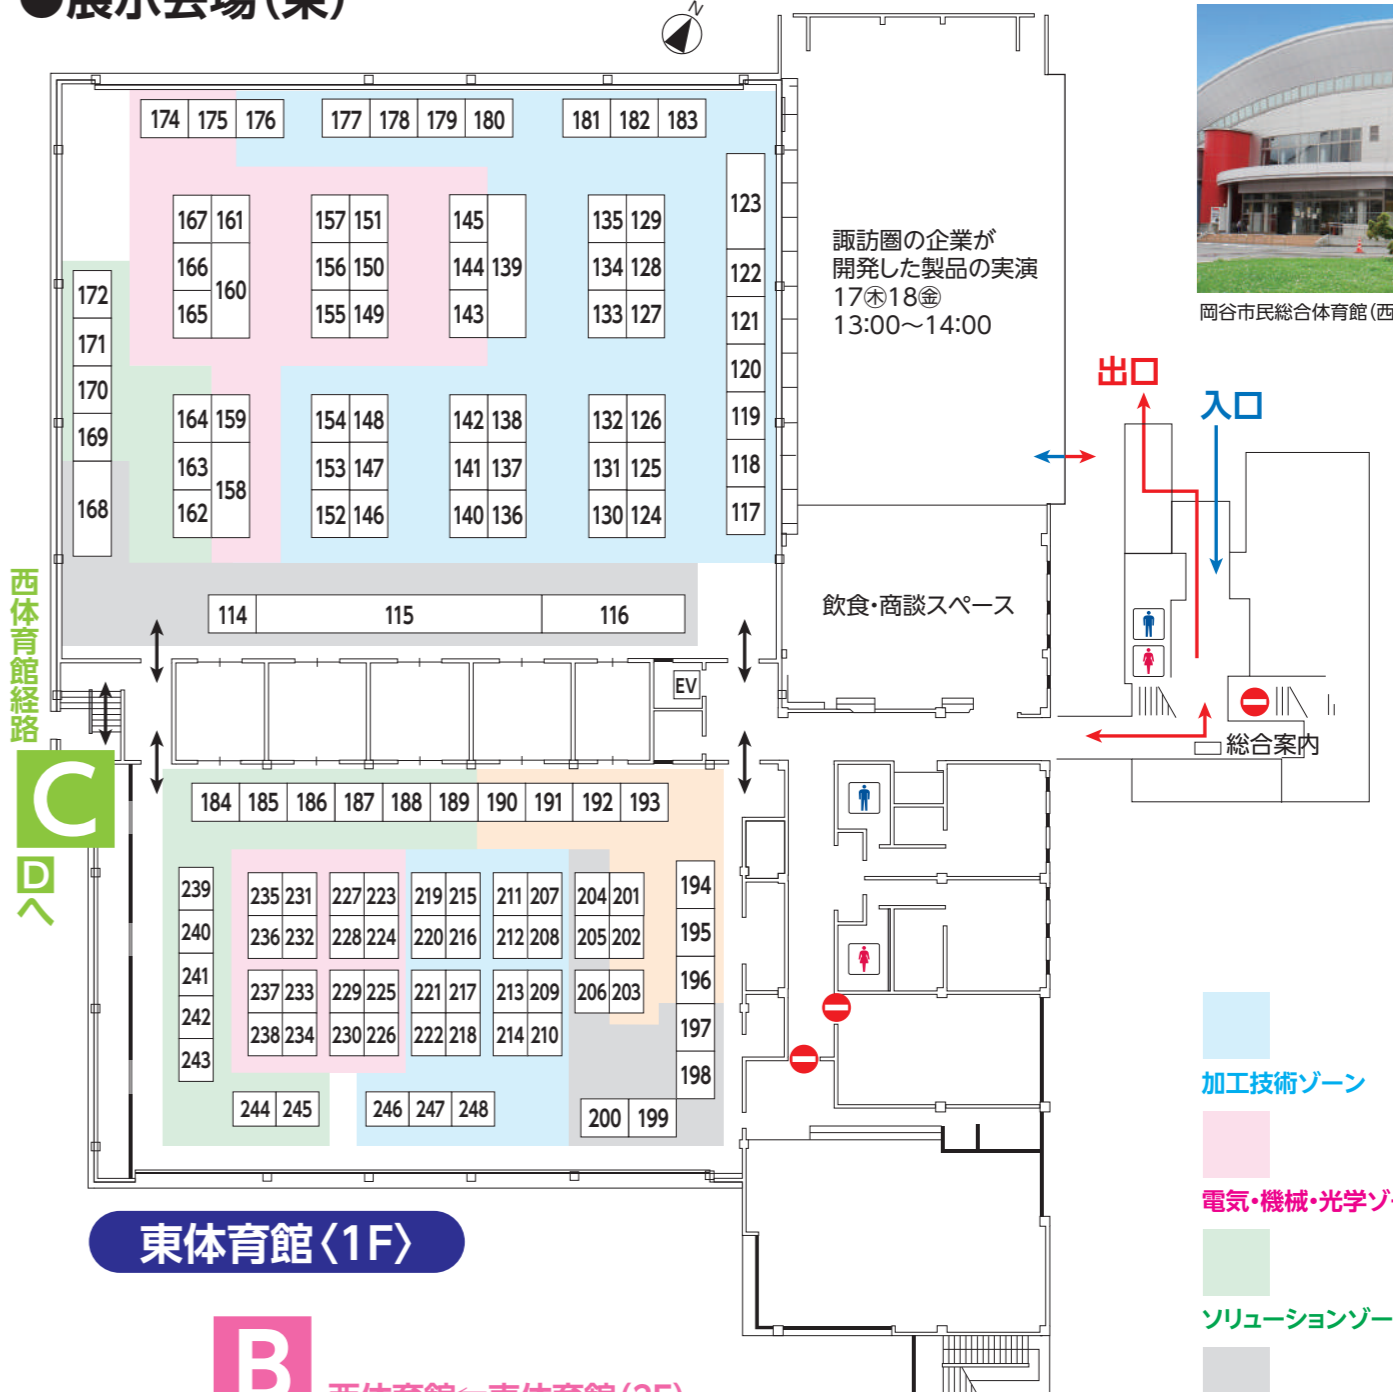 ●展示会場（東）
N
174 175 176 177 178 179 180 181 182 183
167 161 157 151 145 135 129 123
166 160 156 150 144 139 134 128 122
165 155 149 143 133 127 121
172 171 170 169 168
120 119 118 117
164 159 154 148 142 138 132 126
163 158 153 147 141 137 131 125
162 152 146 140 136 130 124
114 115 116
諏訪圏の企業が
開発した製品の実演
17㊍18㊎
13:00～14:00
岡谷市民総合体育館（西
出口
入口
飲食・商談スペース
EV
総合案内
西体育館経路
C
Dへ
184 185 186 187 188 189 190 191 192 193
239 235 231 227 223 219 215 211 207 204 201 194
240 236 232 228 224 220 216 212 208 205 202 195
241 237 233 229 225 221 217 213 209 206 203 196
242 238 234 230 226 222 218 214 210 197
243 198
244 245 246 247 248 200 199
加工技術ゾーン
電気・機械・光学ゾ
ソリューションゾー
東体育館〈1F〉
B